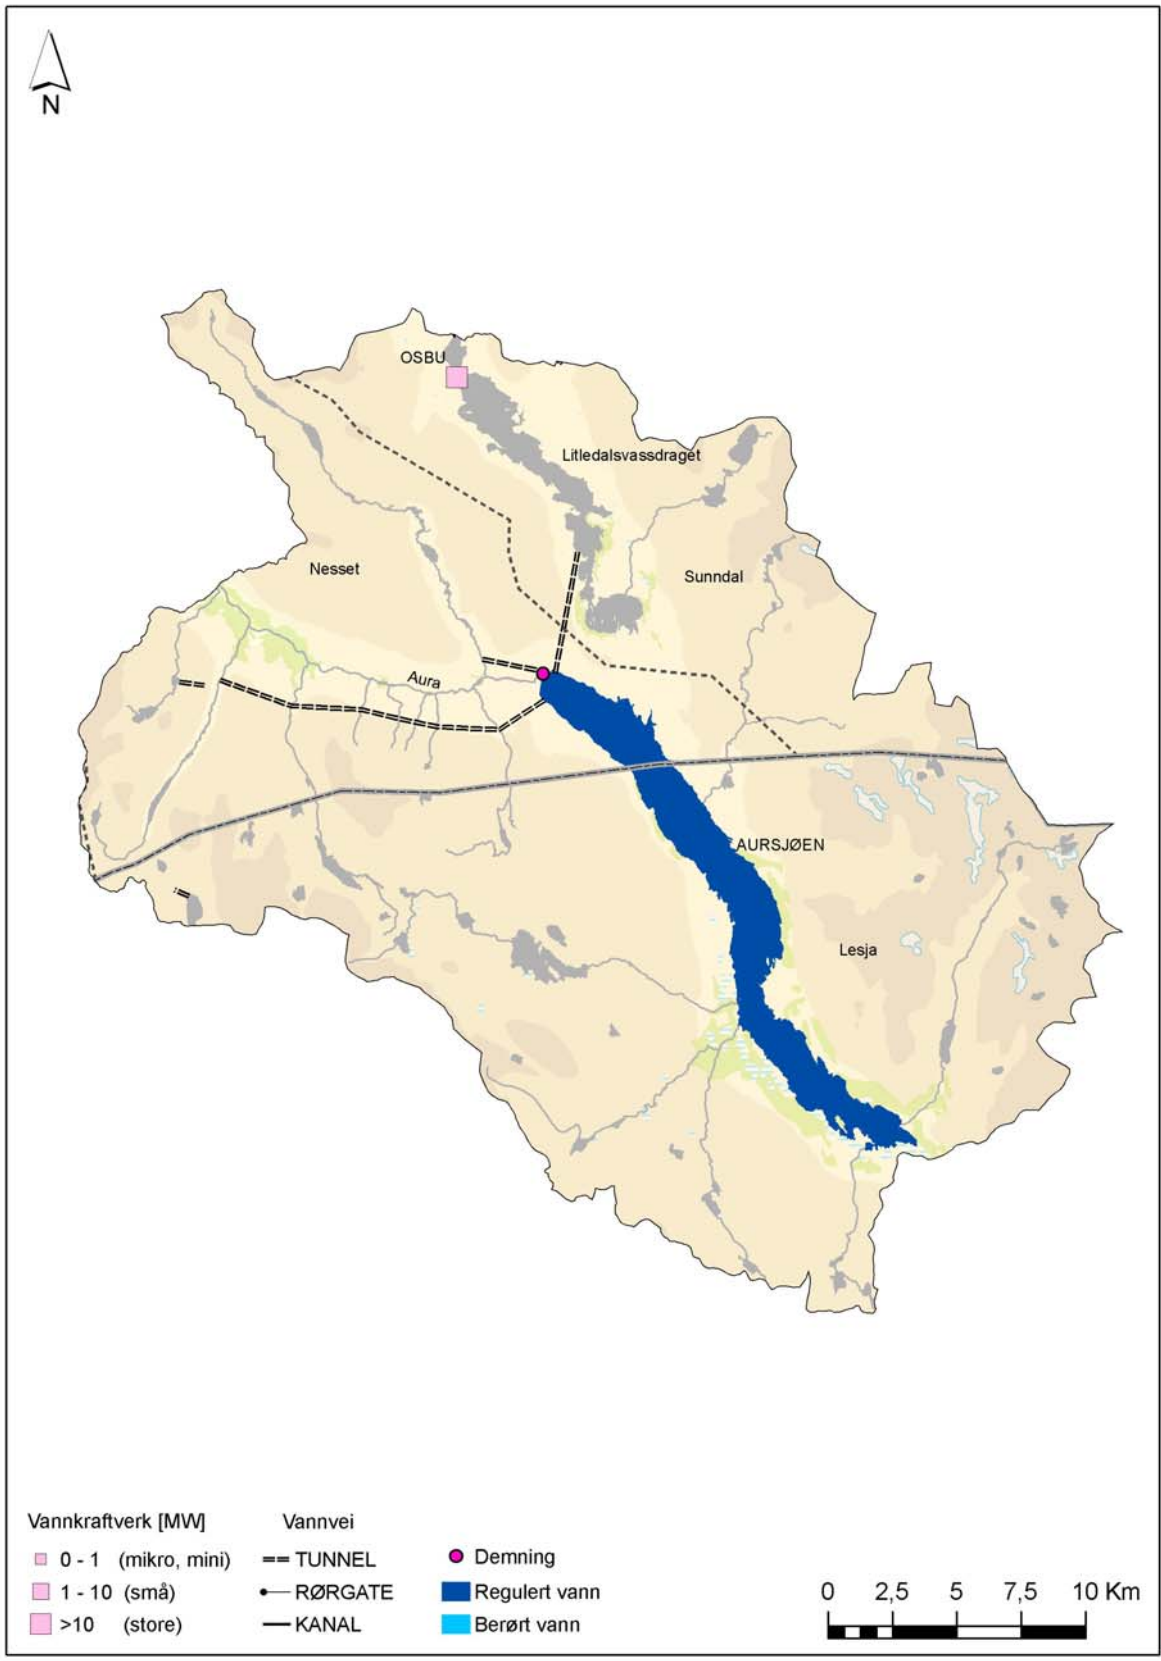 N
OSBU
Litledalsvassdraget
Nesset
Sunndal
Aura
AURSJØEN
Lesja
Vannkraftverk [MW]
0 - 1 (mikro, mini)
1 - 10 (små)
>10 (store)
Vannvei
TUNNEL
RØRGATE
KANAL
Demning
Regulert vann
Berørt vann
0 2,5 5 7,5 10 Km